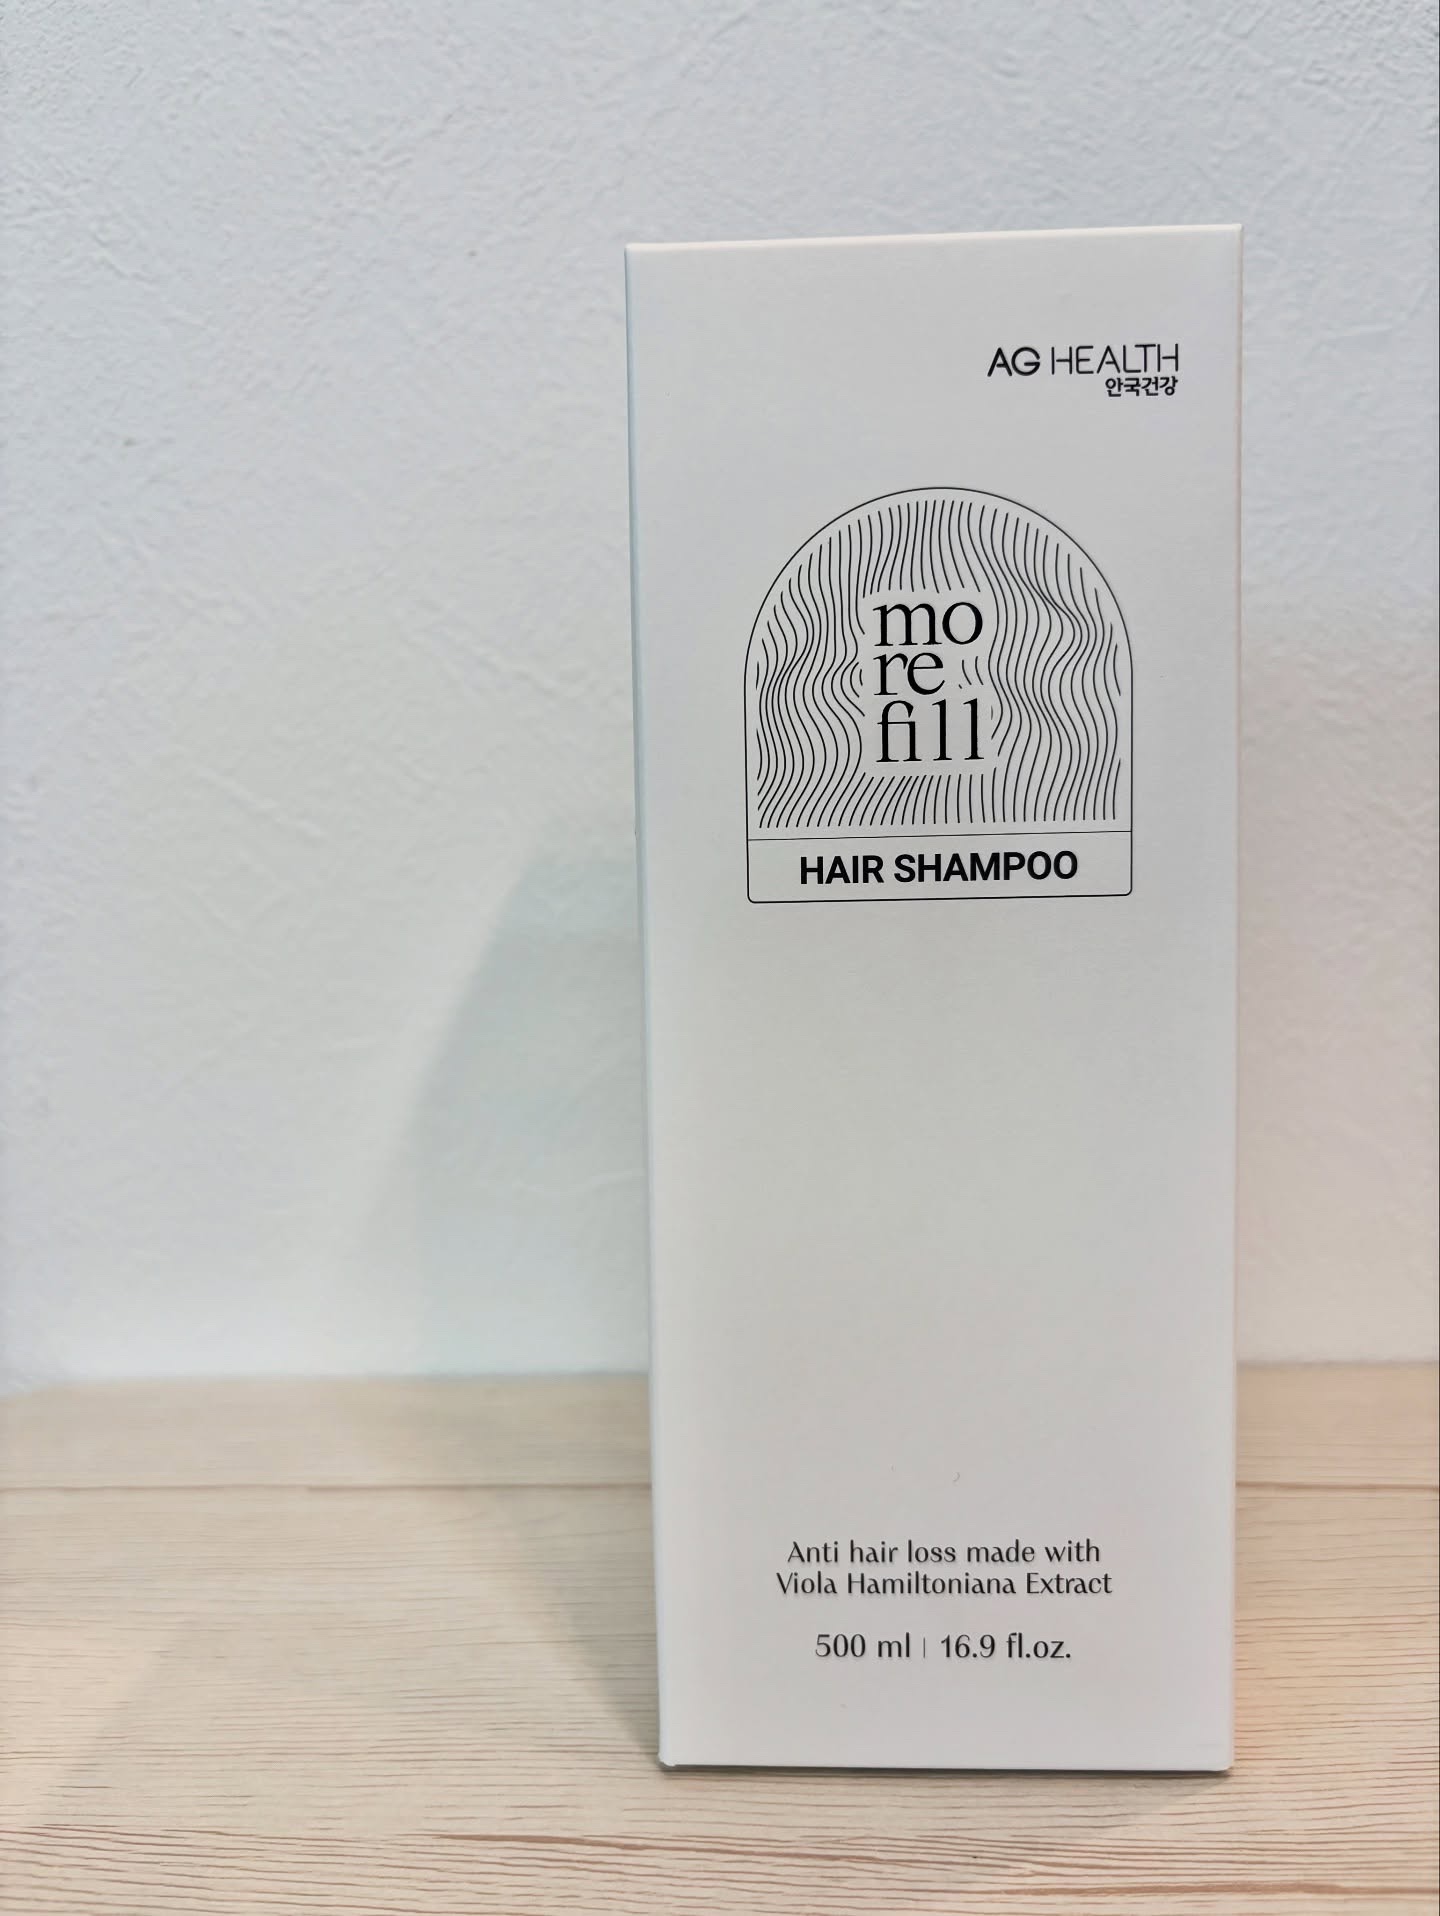 AG HEALTH
안국건강
mo
re
fill
HAIR SHAMPOO
Anti hair loss made with
Viola Hamiltoniana Extract
500 ml | 16.9 fl.oz.